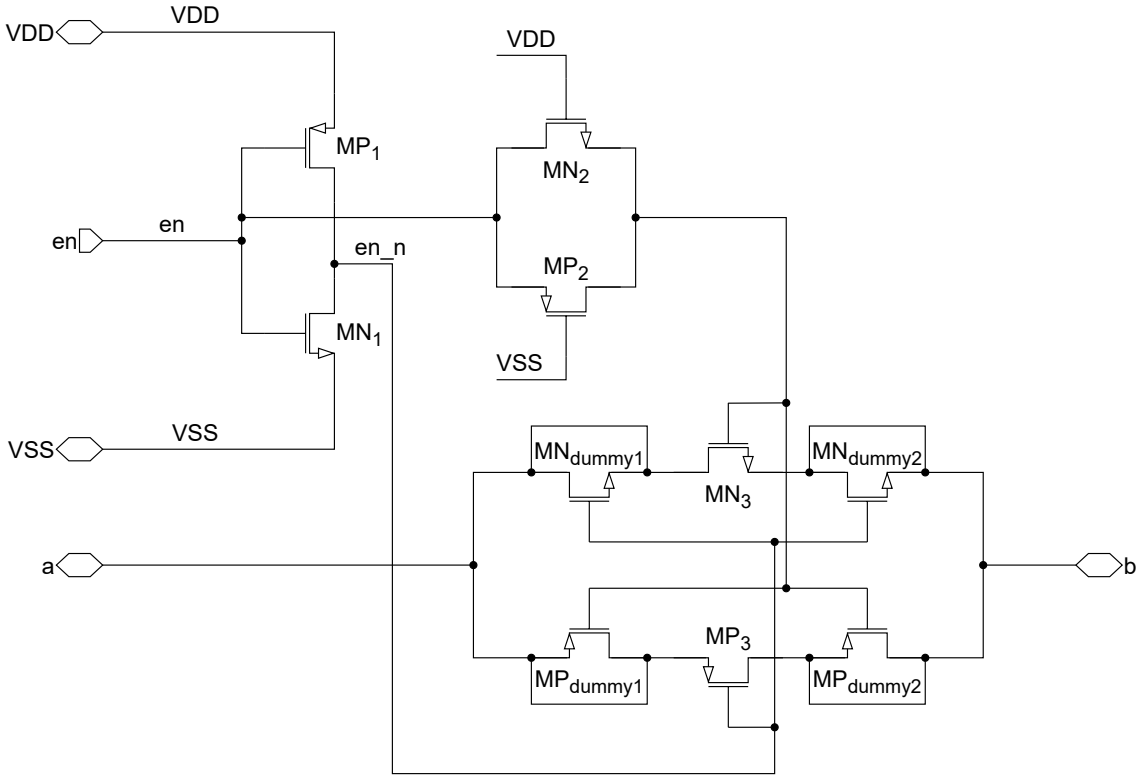 VDD
VDD
VDD
MP1
MN2
en
en
en_n
MP2
MN1
VSS
VSS
VSS
MNdummy1
MN3
MNdummy2
a
b
MP3
MPdummy1
MPdummy2